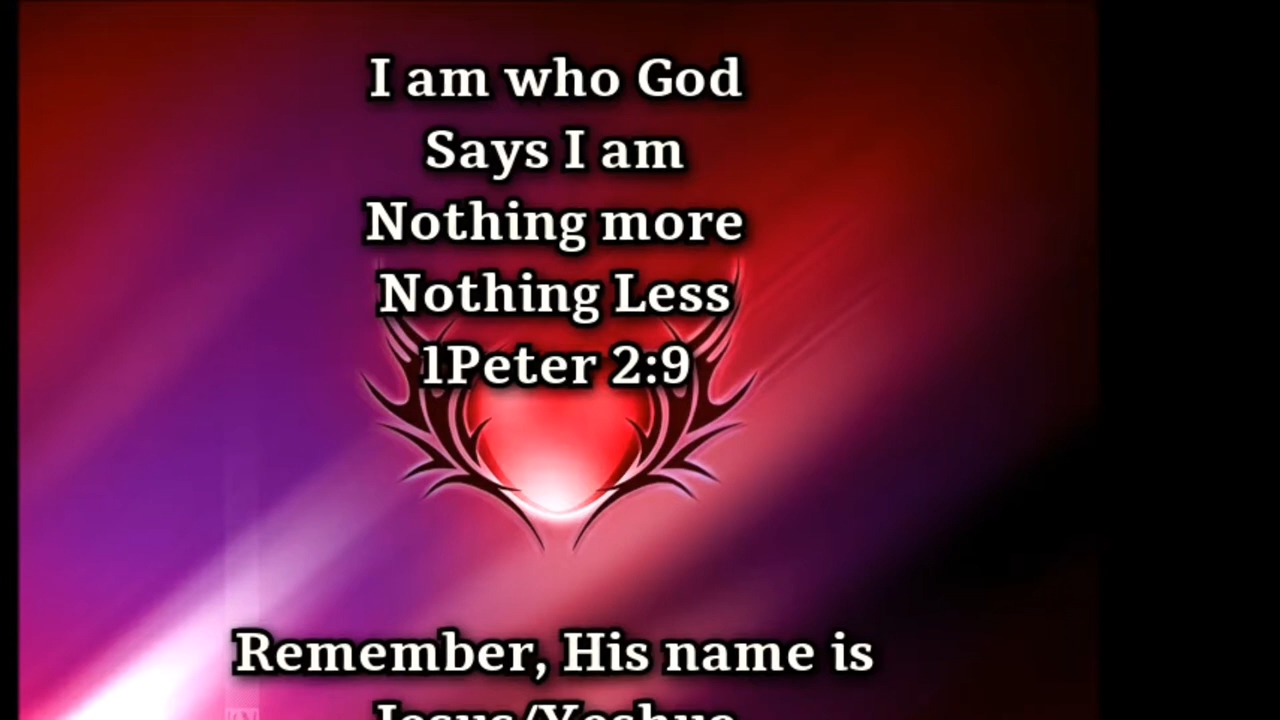 I am who God
Says I am
Nothing more
Nothing Less
1Peter 2:9
Remember, His name is
Jesus/Yeshua